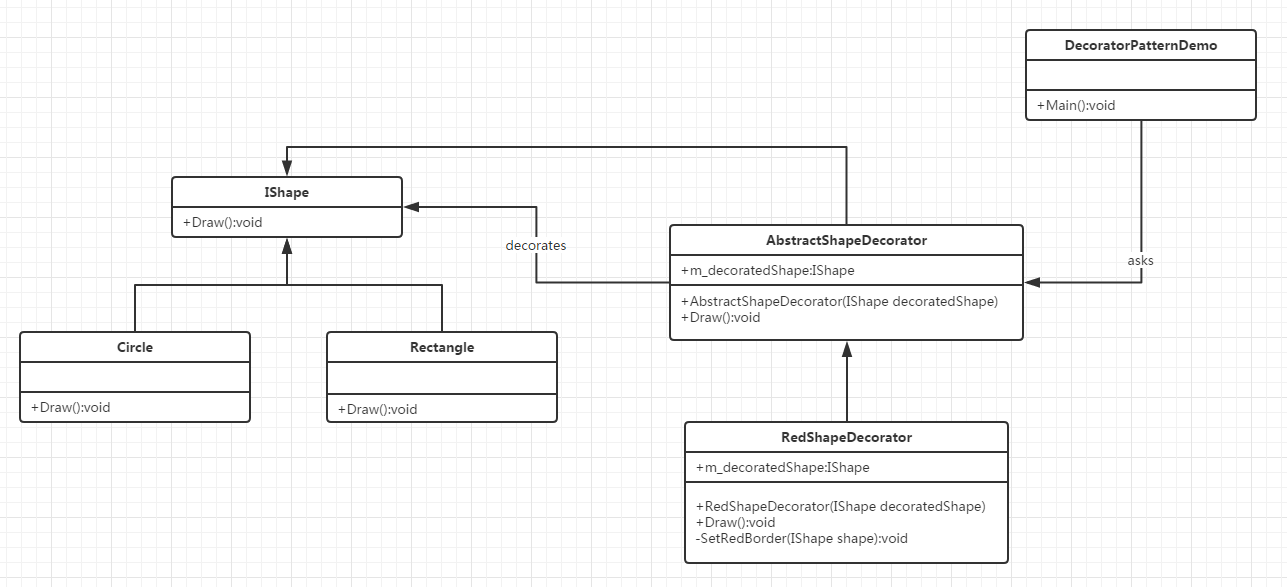 DecoratorPatternDemo
+Main():void
IShape
+Draw():void
decorates
AbstractShapeDecorator
+m_decoratedShape:IShape
+AbstractShapeDecorator(IShape decoratedShape)
+Draw():void
asks
Circle
+Draw():void
Rectangle
+Draw():void
RedShapeDecorator
+m_decoratedShape:IShape
+RedShapeDecorator(IShape decoratedShape)
+Draw():void
-SetRedBorder(IShape shape):void